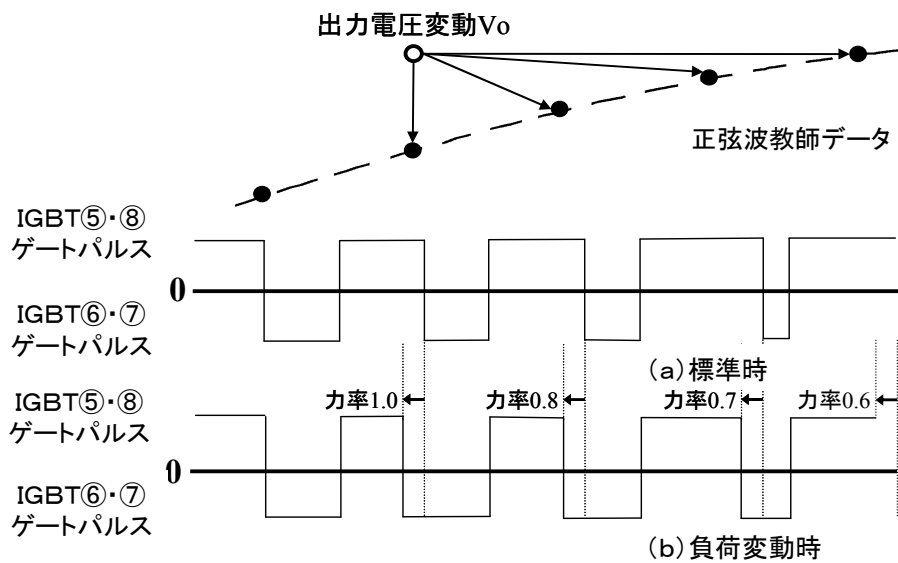 出力電圧変動Vo
正弦波教師データ
IGBT⑤・⑧
ゲートパルス
0
IGBT⑥・⑦
ゲートパルス
(a)標準時
IGBT⑤・⑧
ゲートパルス
力率1.0
力率0.8
力率0.7
力率0.6
0
IGBT⑥・⑦
ゲートパルス
(b)負荷変動時